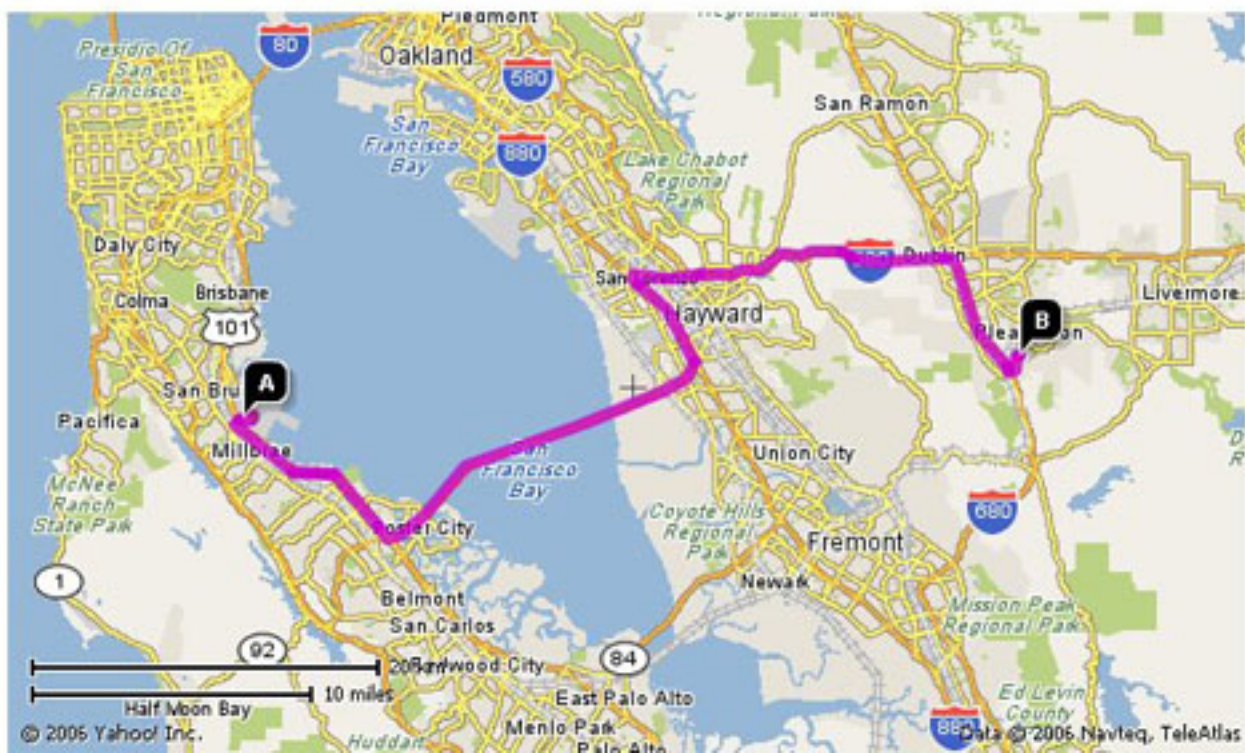 Piedmont
80
Presidio Of
San
Francisco
Oakland
580
San Ramon
San
Francisco
Bay
880
Lake Chabot
Regional
Park
Daly City
Dublin
San Lorenzo
Colma
Brisbane
Livermore
101
Hayward
B
A
San Bru
Pacifica
Millbrae
San
Francisco
Bay
Union City
McNee
Ranch
State Park
Foster City
Coyote Hills
Regional
Park
680
Fremont
1
Newark
Belmont
Mission Peak
Regional Park
San Carlos
92
84
Redwood City
10 miles
East Palo Alto
Ed Levin
County
Half Moon Bay
Menlo Park
880
© 2006 Yahoo! Inc.
Huddart
Palo Alto
Data © 2006 Navteq, TeleAtlas